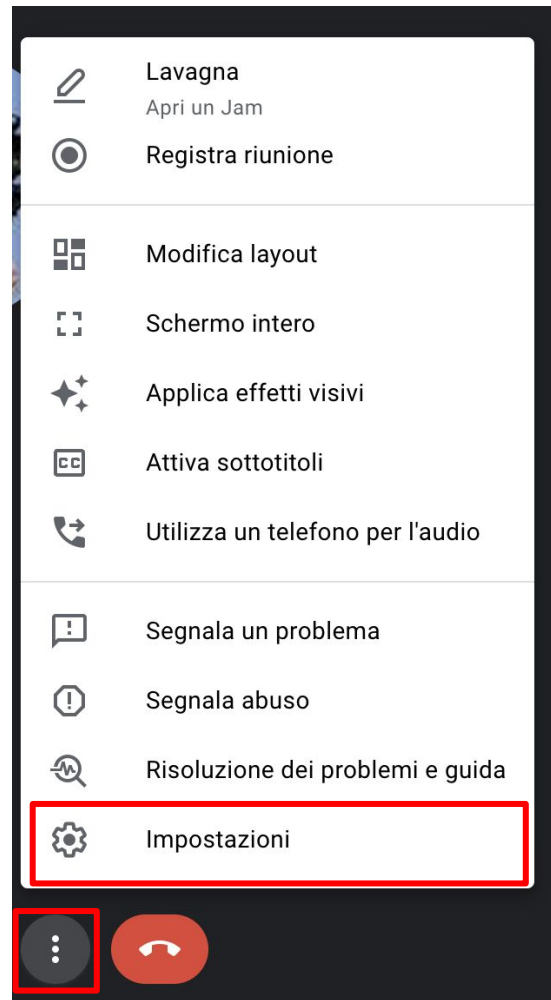 Lavagna
Apri un Jam
Registra riunione
Modifica layout
Schermo intero
Applica effetti visivi
CC
Attiva sottotitoli
Utilizza un telefono per l'audio
Segnala un problema
Segnala abuso
Risoluzione dei problemi e guida
Impostazioni